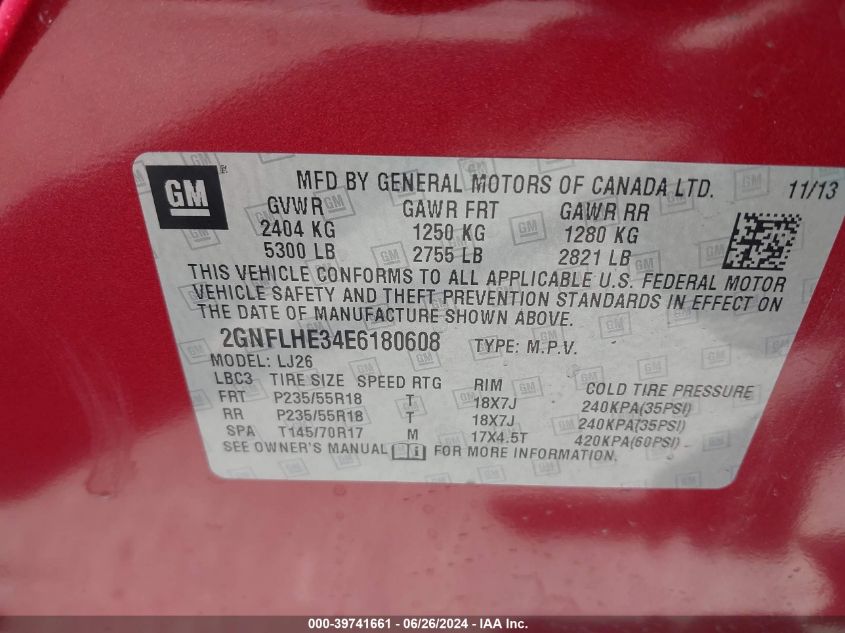 GM
MFD BY GENERAL MOTORS OF CANADA LTD. 11/13
GVWR GAWR FRT GAWR RR
2404 KG 1250 KG 1280 KG
5300 LB 2755 LB 2821 LB
THIS VEHICLE CONFORMS TO ALL APPLICABLE U.S. FEDERAL MOTOR
VEHICLE SAFETY AND THEFT PREVENTION STANDARDS IN EFFECT ON
THE DATE OF MANUFACTURE SHOWN ABOVE.
2GNFLHE34E6180608 TYPE: M.P.V.
MODEL: LJ26
LBC3 TIRE SIZE SPEED RTG RIM COLD TIRE PRESSURE
FRT P235/55R18 T 18X7J 240KPA(35PSI)
RR P235/55R18 T 18X7J 240KPA(35PSI)
SPA T145/70R17 M 17X4.5T 420KPA(60PSI)
SEE OWNER'S MANUAL FOR MORE INFORMATION.
000-39741661 - 06/26/2024 - IAA Holdings, LLC.